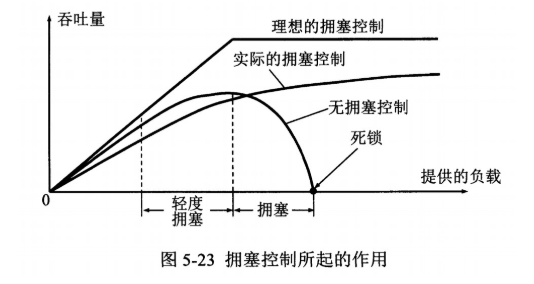 吞吐量
理想的拥塞控制
实际的拥塞控制
无拥塞控制
死锁
提供的负载
0
轻度
拥塞
拥塞
图 5-23 拥塞控制所起的作用